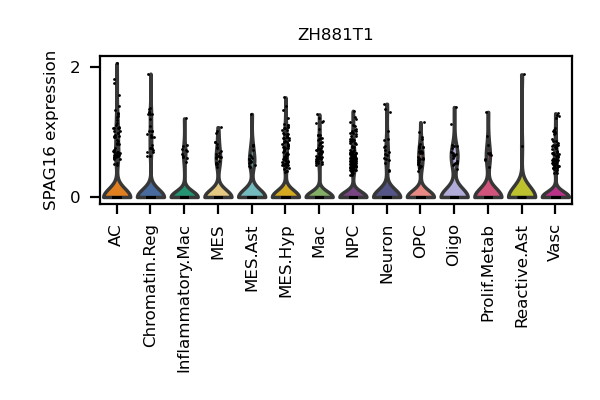 ZH881T1
SPAG16 expression
2
0
AC
Chromatin.Reg
Inflammatory.Mac
MES
MES.Ast
MES.Hyp
Mac
NPC
Neuron
OPC
Oligo
Prolif.Metab
Reactive.Ast
Vasc